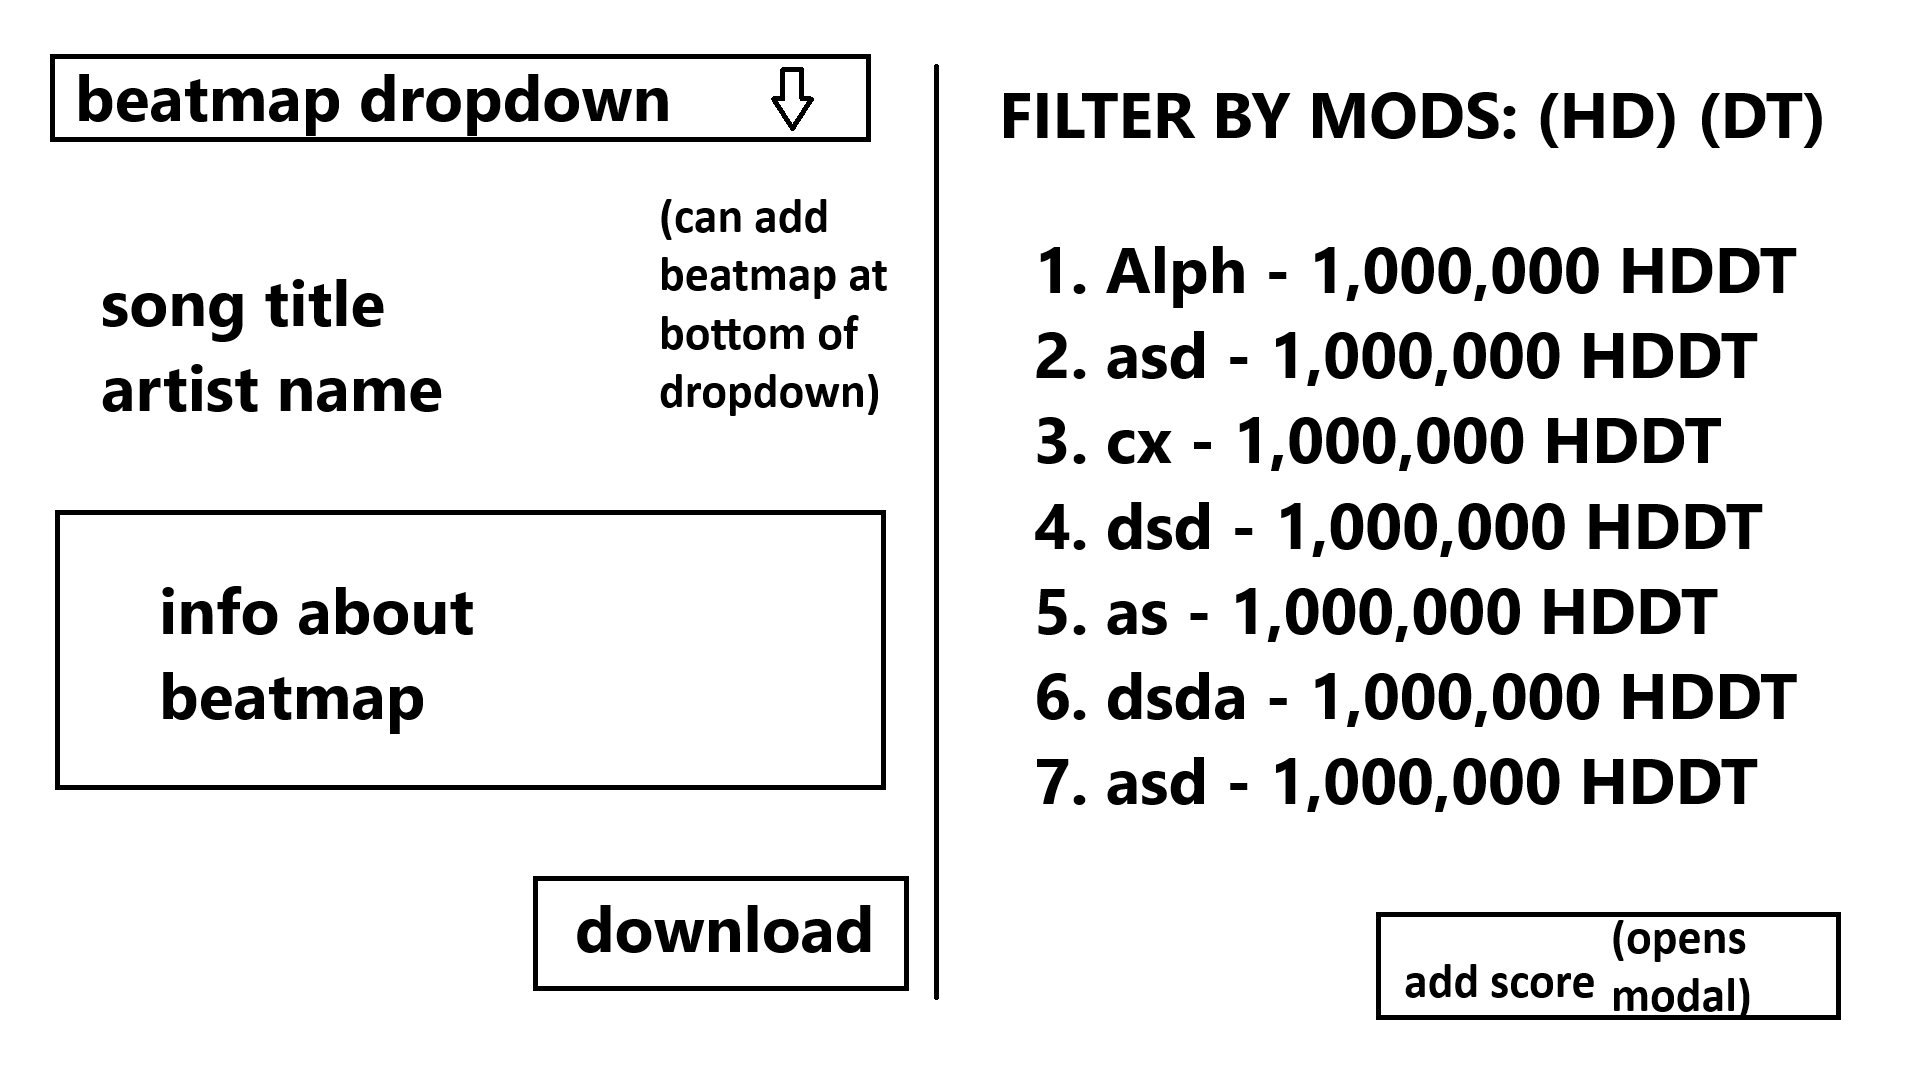 beatmap dropdown
song title
artist name
(can add
beatmap at
bottom of
dropdown)
info about
beatmap
download
FILTER BY MODS: (HD) (DT)
1. Alph - 1,000,000 HDDT
2. asd - 1,000,000 HDDT
3. cx - 1,000,000 HDDT
4. dsd - 1,000,000 HDDT
5. as - 1,000,000 HDDT
6. dsda - 1,000,000 HDDT
7. asd - 1,000,000 HDDT
add score
(opens
modal)